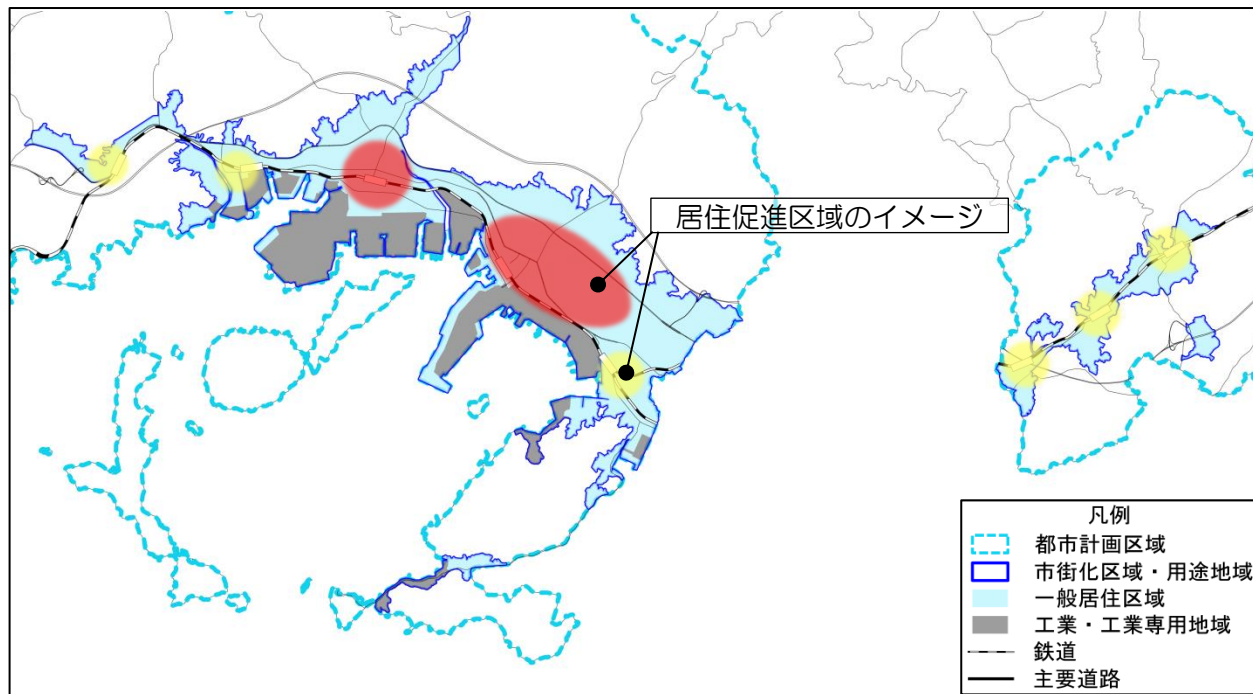 居住促進区域のイメージ
凡例
都市計画区域
市街化区域・用途地域
一般居住区域
工業・工業専用地域
鉄道
主要道路